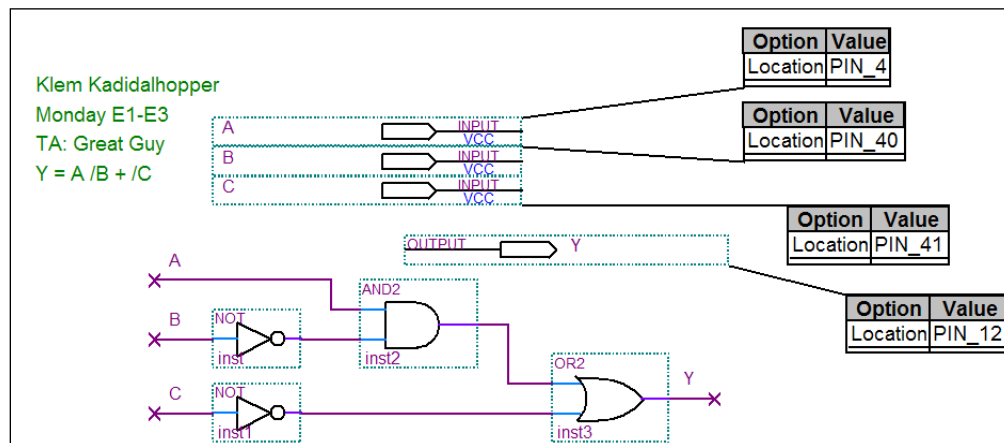 Klem Kadidalhopper
Monday E1-E3
TA: Great Guy
Y = A /B + /C
A INPUT
VCC
B INPUT
VCC
C INPUT
VCC
Option Value
Location PIN_4
Option Value
Location PIN_40
Option Value
Location PIN_41
OUTPUT Y
Option Value
Location PIN_12
A
AND2
inst2
B
NOT
inst
C
NOT
inst1
OR2
inst3
Y